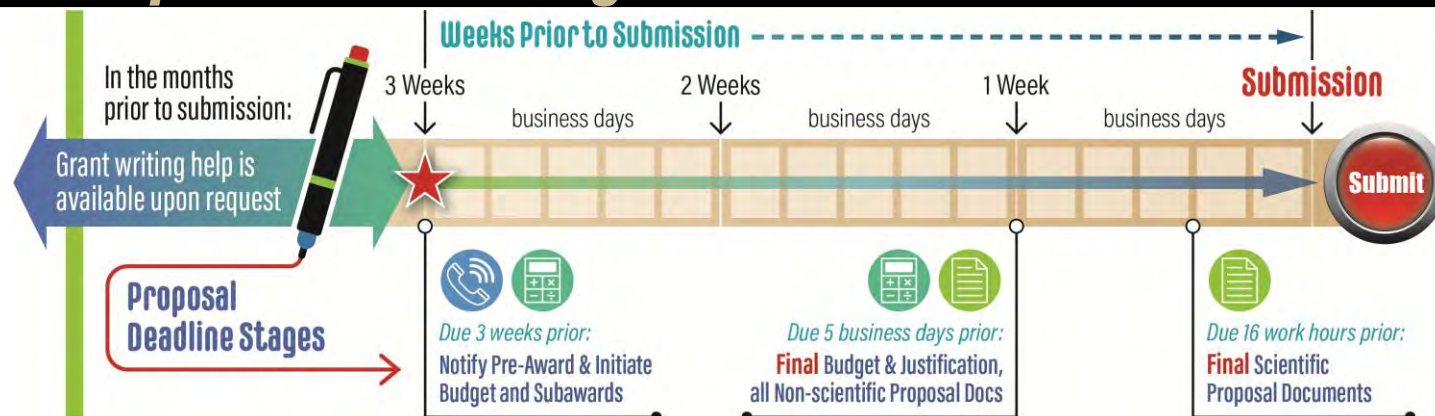 Weeks Prior to Submission
In the months
prior to submission:
3 Weeks
2 Weeks
1 Week
Submission
business days
business days
business days
Grant writing help is
available upon request
Submit
Proposal
Deadline Stages
Due 3 weeks prior:
Notify Pre-Award & Initiate
Budget and Subawards
Due 5 business days prior:
Final Budget & Justification,
all Non-scientific Proposal Docs
Due 16 work hours prior:
Final Scientific
Proposal Documents